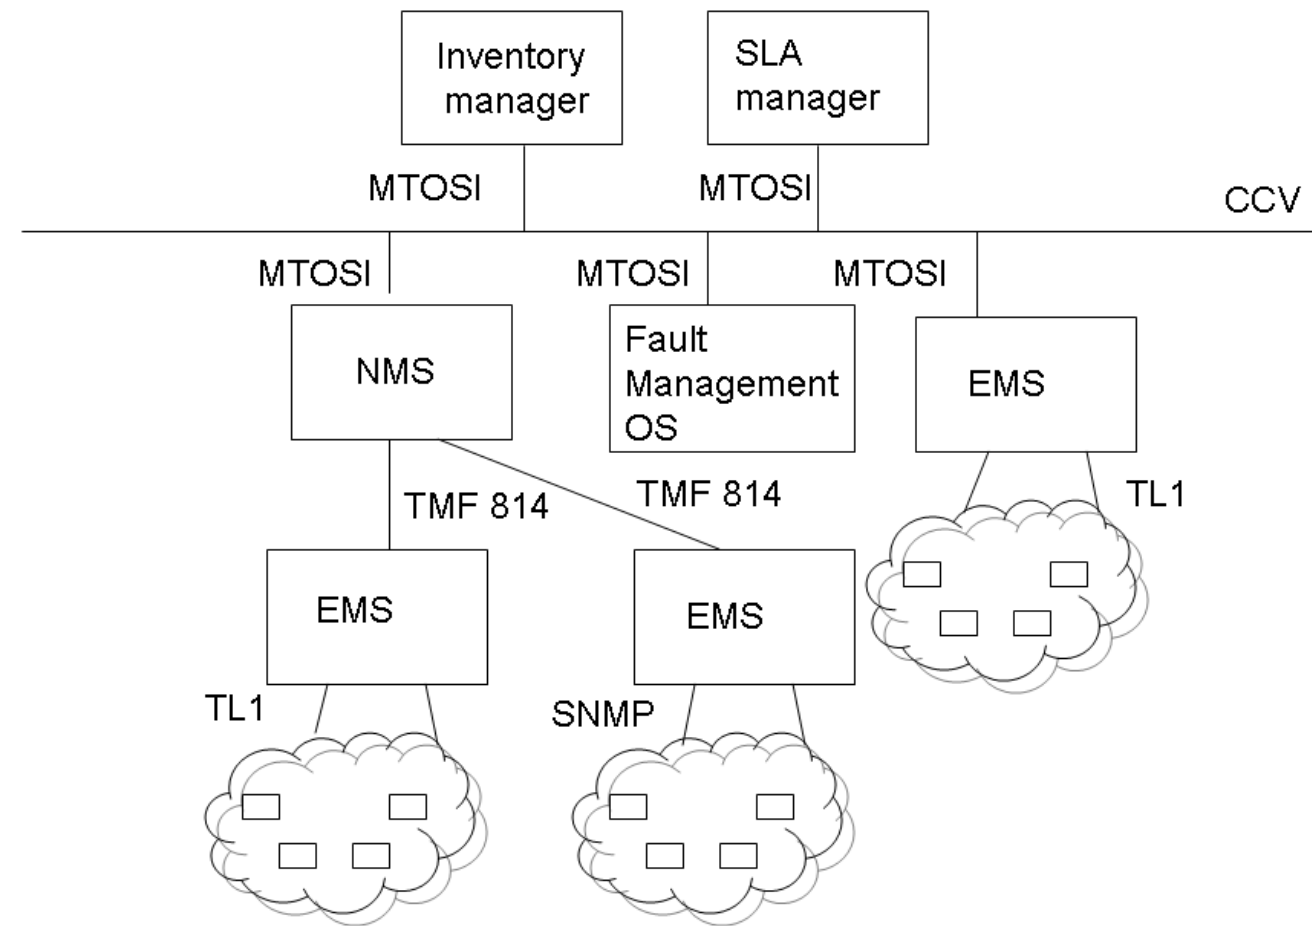 Inventory
manager
SLA
manager
MTOSI
MTOSI
CCV
MTOSI
MTOSI
MTOSI
NMS
Fault
Management
OS
EMS
TMF 814
TMF 814
TL1
EMS
EMS
TL1
SNMP